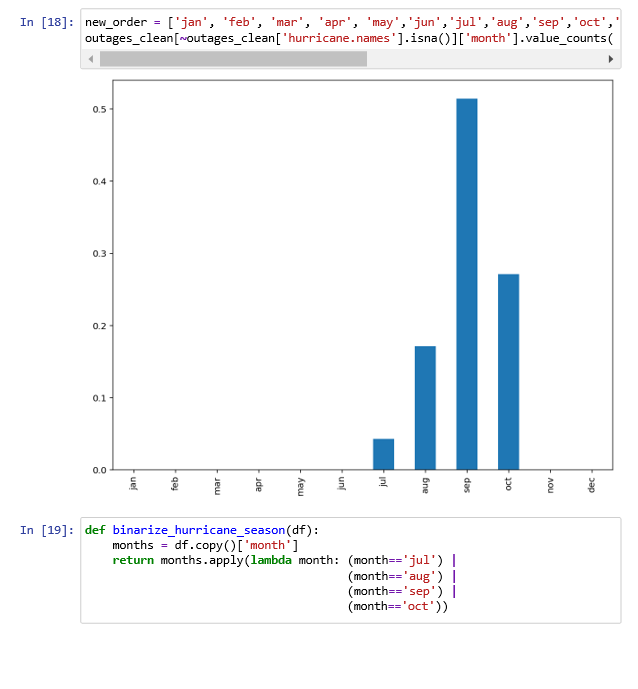 In [18]: new_order = ['jan', 'feb', 'mar', 'apr', 'may','jun','jul','aug','sep','oct','
outages_clean[~outages_clean['hurricane.names'].isna()]['month'].value_counts(
0.5
0.4
0.3
0.2
0.1
0.0
jan feb mar apr may jun jul aug sep oct nov dec
In [19]: def binarize_hurricane_season(df):
    months = df.copy()['month']
    return months.apply(lambda month: (month=='jul') |
                                      (month=='aug') |
                                      (month=='sep') |
                                      (month=='oct'))